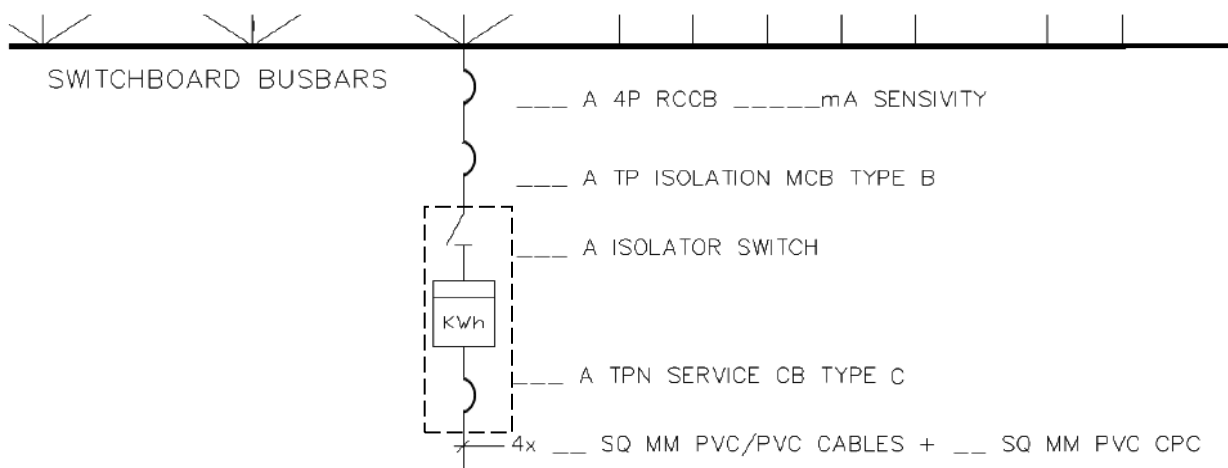 SWITCHBOARD BUSBARS
___ A 4P RCCB _____mA SENSIVITY
___ A TP ISOLATION MCB TYPE B
___ A ISOLATOR SWITCH
KWh
___ A TPN SERVICE CB TYPE C
4x __ SQ MM PVC/PVC CABLES + __ SQ MM PVC CPC